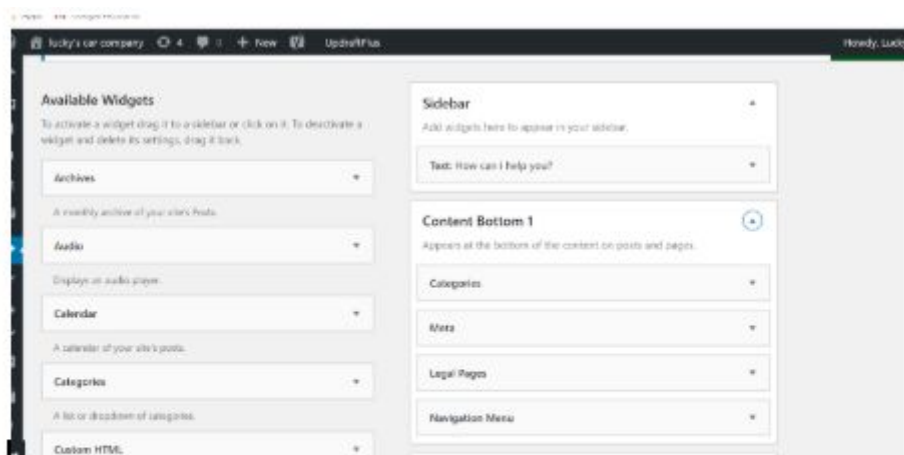 Apps
lucky's car company 4 New UpdraftPlus Howdy, Lucky
Available Widgets
To activate a widget drag it to a sidebar or click on it. To deactivate a
widget and delete its settings, drag it back.
Archives
A monthly archive of your site's Posts.
Audio
Displays an audio player.
Calendar
A calendar of your site's posts.
Categories
A list or dropdown of categories.
Custom HTML
Sidebar
Add widgets here to appear in your sidebar.
Text: How can I help you?
Content Bottom 1
Appears at the bottom of the content on posts and pages.
Categories
Meta
Legal Pages
Navigation Menu